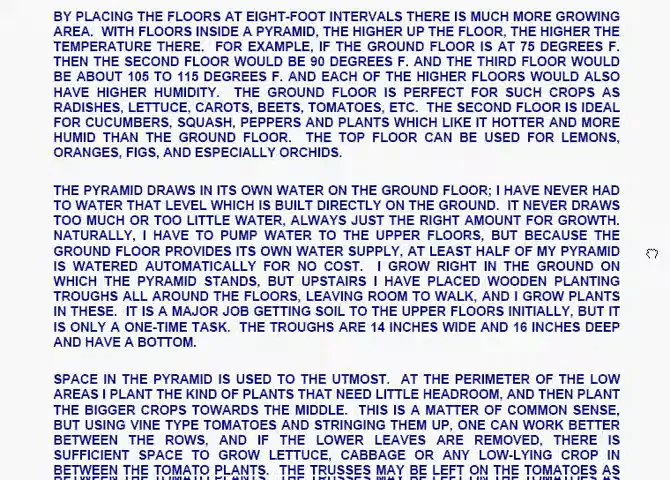 BY PLACING THE FLOORS AT EIGHT-FOOT INTERVALS THERE IS MUCH MORE GROWING
AREA. WITH FLOORS INSIDE A PYRAMID, THE HIGHER UP THE FLOOR, THE HIGHER THE
TEMPERATURE THERE. FOR EXAMPLE, IF THE GROUND FLOOR IS AT 75 DEGREES F.
THEN THE SECOND FLOOR WOULD BE 90 DEGREES F. AND THE THIRD FLOOR WOULD
BE ABOUT 105 TO 115 DEGREES F. AND EACH OF THE HIGHER FLOORS WOULD ALSO
HAVE HIGHER HUMIDITY. THE GROUND FLOOR IS PERFECT FOR SUCH CROPS AS
RADISHES, LETTUCE, CAROTS, BEETS, TOMATOES, ETC. THE SECOND FLOOR IS IDEAL
FOR CUCUMBERS, SQUASH, PEPPERS AND PLANTS WHICH LIKE IT HOTTER AND MORE
HUMID THAN THE GROUND FLOOR. THE TOP FLOOR CAN BE USED FOR LEMONS,
ORANGES, FIGS, AND ESPECIALLY ORCHIDS.
THE PYRAMID DRAWS IN ITS OWN WATER ON THE GROUND FLOOR; I HAVE NEVER HAD
TO WATER THAT LEVEL WHICH IS BUILT DIRECTLY ON THE GROUND. IT NEVER DRAWS
TOO MUCH OR TOO LITTLE WATER, ALWAYS JUST THE RIGHT AMOUNT FOR GROWTH.
NATURALLY, I HAVE TO PUMP WATER TO THE UPPER FLOORS, BUT BECAUSE THE
GROUND FLOOR PROVIDES ITS OWN WATER SUPPLY, AT LEAST HALF OF MY PYRAMID
IS WATERED AUTOMATICALLY FOR NO COST. I GROW RIGHT IN THE GROUND ON
WHICH THE PYRAMID STANDS, BUT UPSTAIRS I HAVE PLACED WOODEN PLANTING
TROUGHS ALL AROUND THE FLOORS, LEAVING ROOM TO WALK, AND I GROW PLANTS
IN THESE. IT IS A MAJOR JOB GETTING SOIL TO THE UPPER FLOORS INITIALLY, BUT IT
IS ONLY A ONE-TIME TASK. THE TROUGHS ARE 14 INCHES WIDE AND 16 INCHES DEEP
AND HAVE A BOTTOM.
SPACE IN THE PYRAMID IS USED TO THE UTMOST. AT THE PERIMETER OF THE LOW
AREAS I PLANT THE KIND OF PLANTS THAT NEED LITTLE HEADROOM, AND THEN PLANT
THE BIGGER CROPS TOWARDS THE MIDDLE. THIS IS A MATTER OF COMMON SENSE,
BUT USING VINE TYPE TOMATOES AND STRINGING THEM UP, ONE CAN WORK BETTER
BETWEEN THE ROWS, AND IF THE LOWER LEAVES ARE REMOVED, THERE IS
SUFFICIENT SPACE TO GROW LETTUCE, CABBAGE OR ANY LOW-LYING CROP IN
BETWEEN THE TOMATO PLANTS. THE TRUSSES MAY BE LEFT ON THE TOMATOES AS